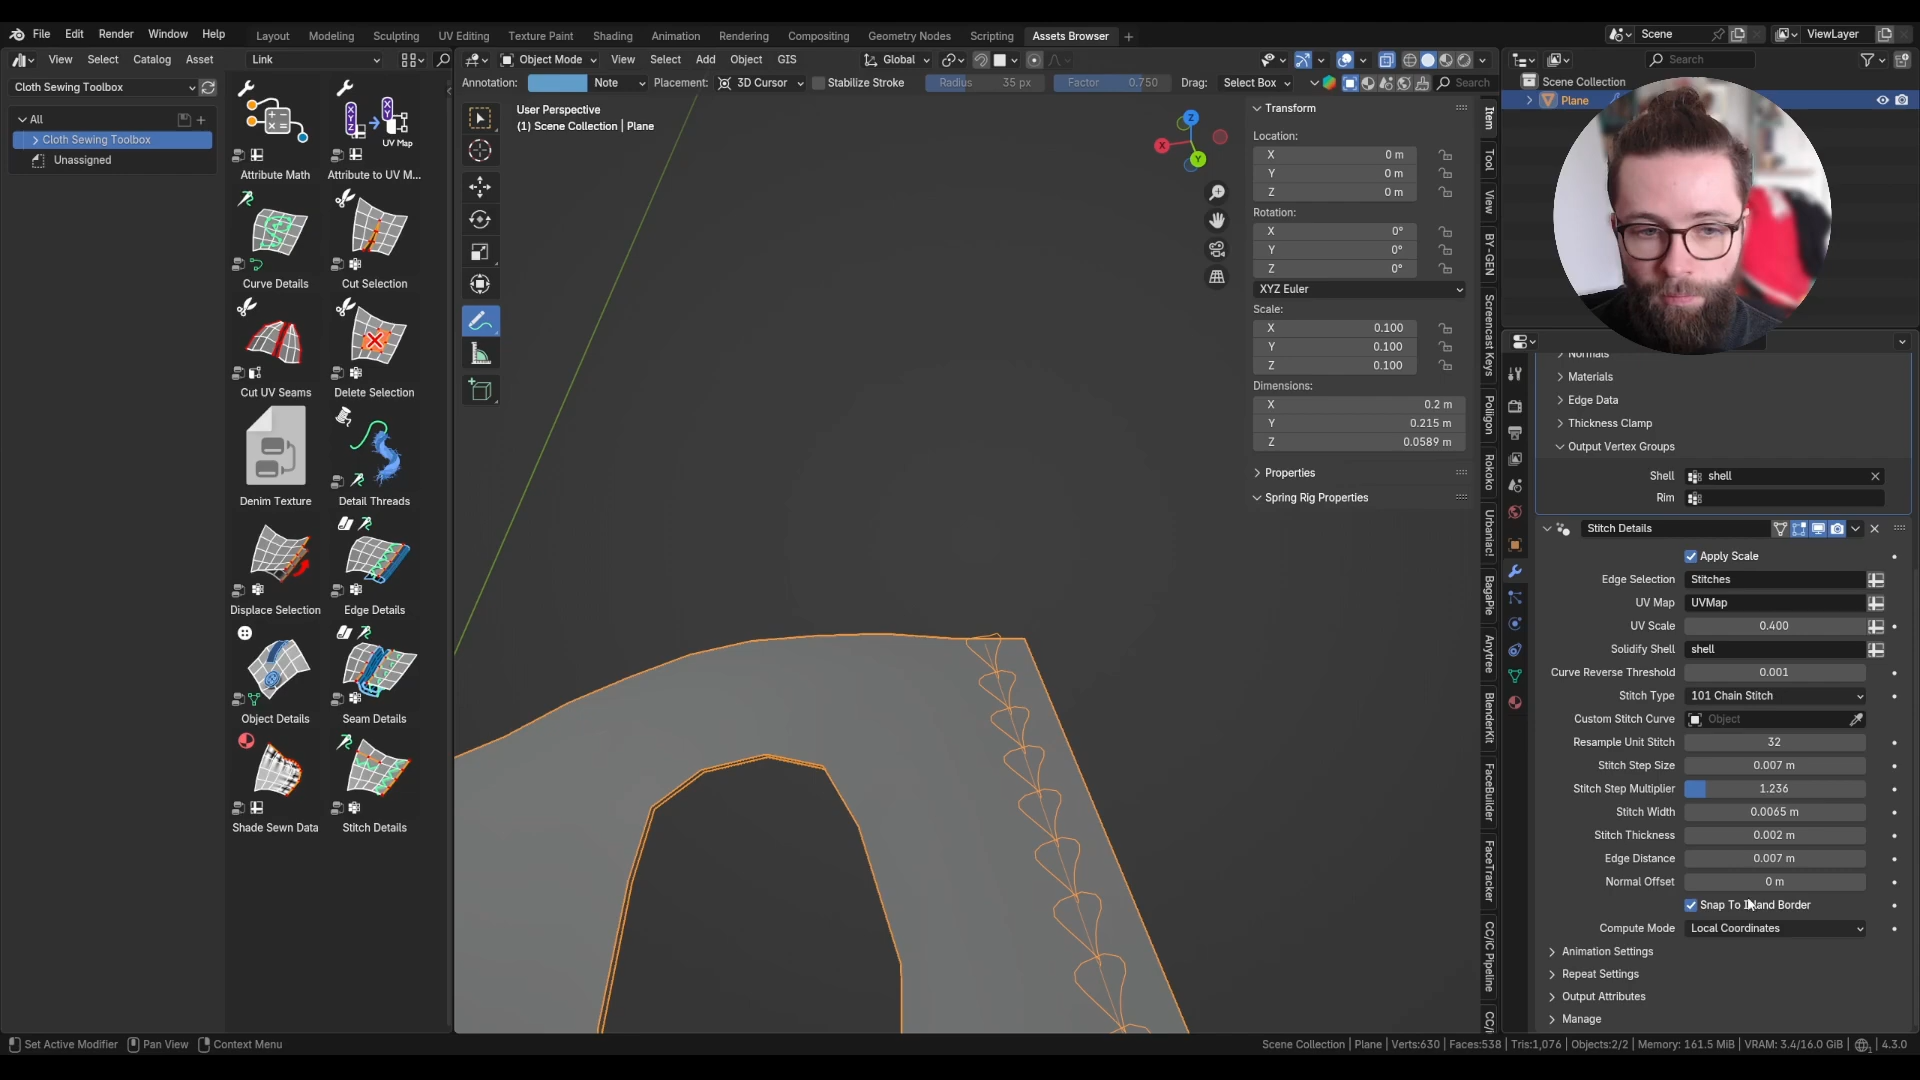 File Edit Render Window Help
Layout Modeling Sculpting UV Editing Texture Paint Shading Animation Rendering Compositing Geometry Nodes Scripting Assets Browser
Scene
ViewLayer
View Select Catalog Asset
Link
Object Mode View Select Add Object GIS
Global
Search
Cloth Sewing Toolbox
Annotation: Note Placement: 3D Cursor Stabilize Stroke Radius 35 px Factor 0.750 Drag: Select Box Search
Scene Collection
Plane
All
Cloth Sewing Toolbox
Unassigned
UV Map
Attribute Math
Attribute to UV M...
Curve Details
Cut Selection
Cut UV Seams
Delete Selection
Denim Texture
Detail Threads
Displace Selection
Edge Details
Object Details
Seam Details
Shade Sewn Data
Stitch Details
User Perspective
(1) Scene Collection | Plane
Z
X
Y
Transform
Location:
X 0 m
Y 0 m
Z 0 m
Rotation:
X 0°
Y 0°
Z 0°
XYZ Euler
Scale:
X 0.100
Y 0.100
Z 0.100
Dimensions:
X 0.2 m
Y 0.215 m
Z 0.0589 m
Properties
Spring Rig Properties
Item
Tool
View
BY-GEN
Screencast Keys
Poliigon
Rokoko
Urbaniac!
BagaPie
Anytree
BlenderKit
FaceBuilder
FaceTracker
CC/iC Pipeline
CC/
Normals
Materials
Edge Data
Thickness Clamp
Output Vertex Groups
Shell shell
Rim
Stitch Details
Apply Scale
Edge Selection Stitches
UV Map UVMap
UV Scale 0.400
Solidify Shell shell
Curve Reverse Threshold 0.001
Stitch Type 101 Chain Stitch
Custom Stitch Curve Object
Resample Unit Stitch 32
Stitch Step Size 0.007 m
Stitch Step Multiplier 1.236
Stitch Width 0.0065 m
Stitch Thickness 0.002 m
Edge Distance 0.007 m
Normal Offset 0 m
Snap To Island Border
Compute Mode Local Coordinates
Animation Settings
Repeat Settings
Output Attributes
Manage
Set Active Modifier Pan View Context Menu
Scene Collection | Plane | Verts:630 | Faces:538 | Tris:1,076 | Objects:2/2 | Memory: 161.5 MiB | VRAM: 3.4/16.0 GiB | 4.3.0